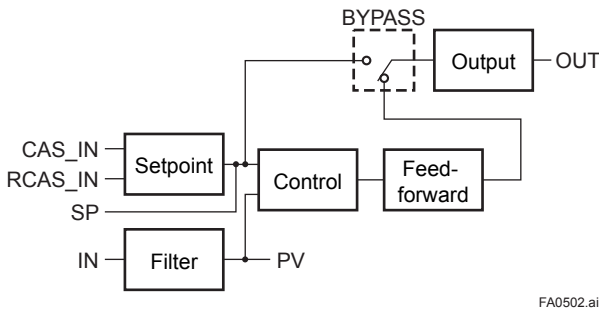 BYPASS
Output
OUT
CAS_IN
RCAS_IN
Setpoint
Control
Feed-
forward
SP
IN
Filter
PV
FA0502.ai